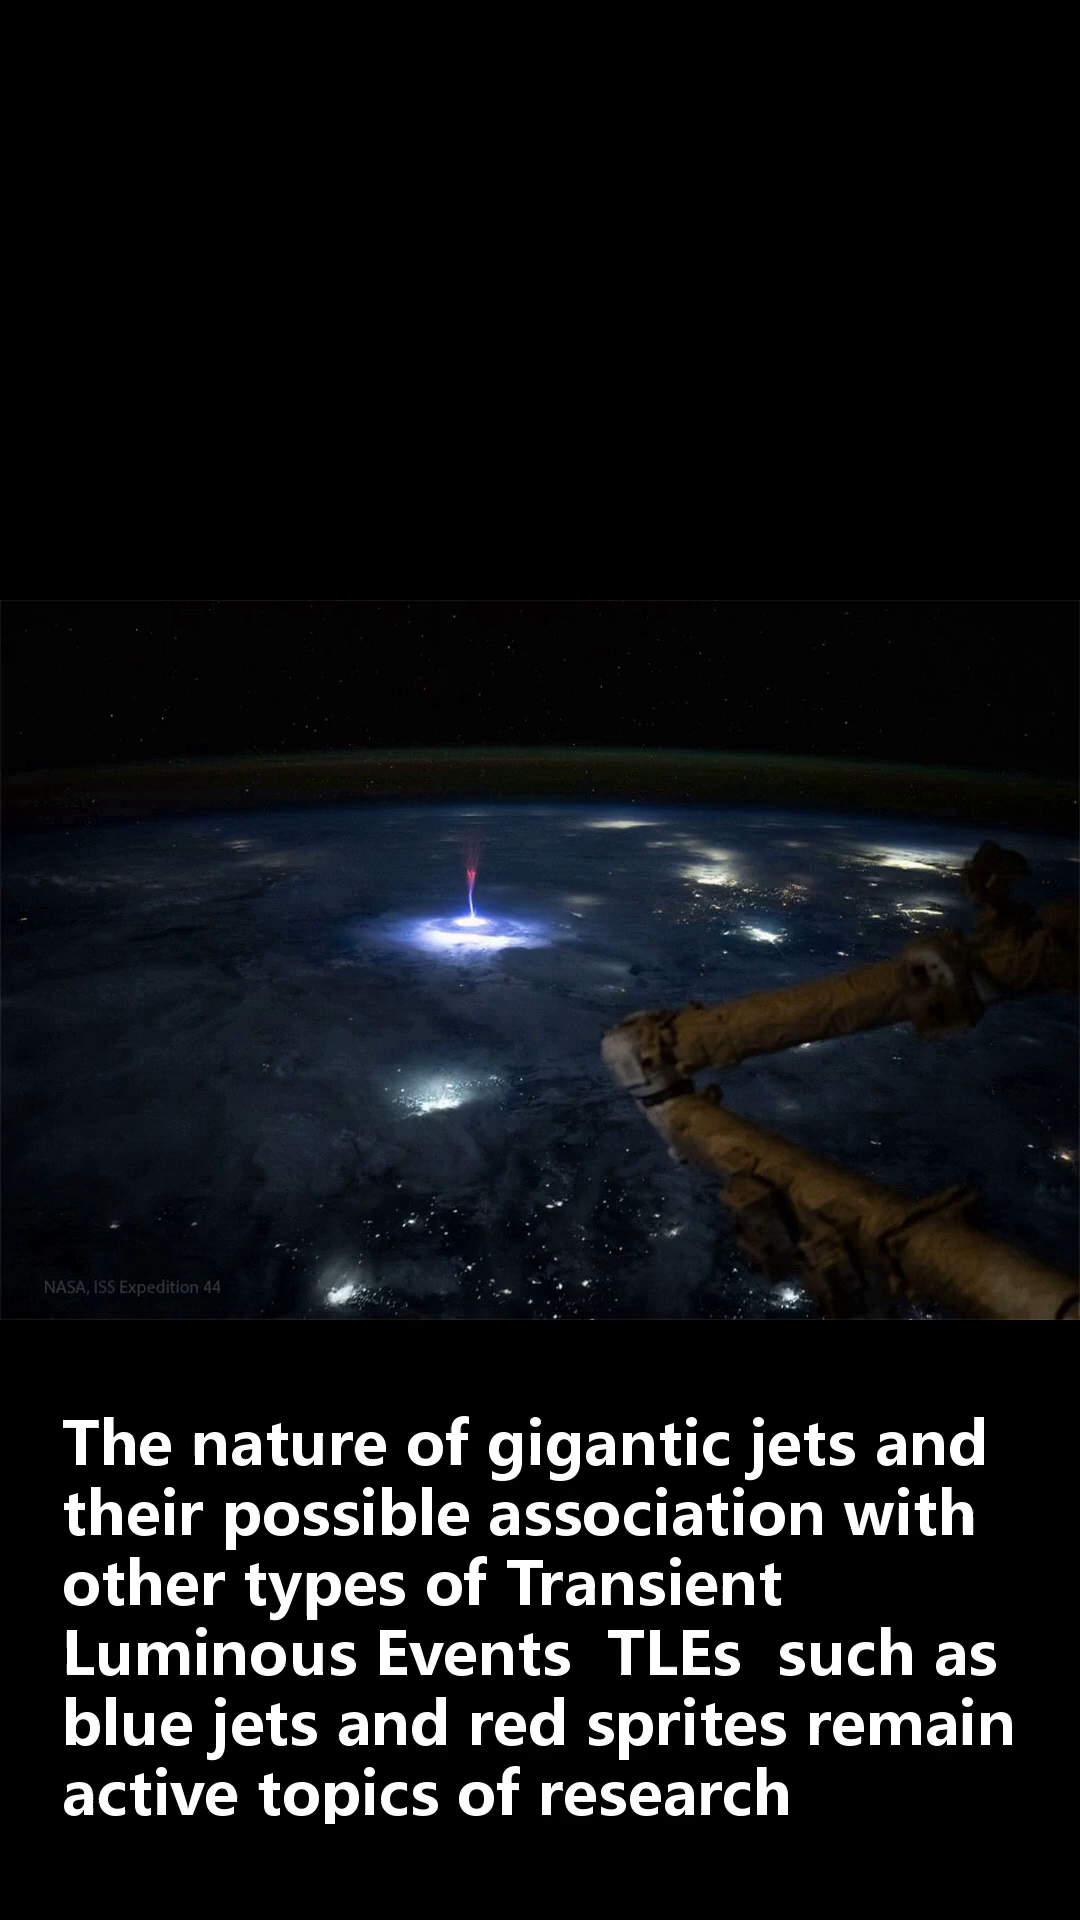 NASA, ISS Expedition 44
The nature of gigantic jets and
their possible association with
other types of Transient
Luminous Events  TLEs  such as
blue jets and red sprites remain
active topics of research